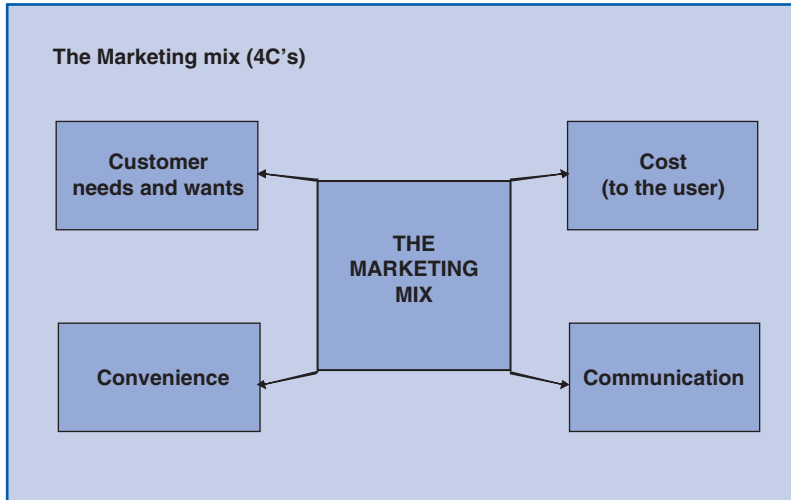 The Marketing mix (4C’s)
Customer
needs and wants
Cost
(to the user)
THE
MARKETING
MIX
Convenience
Communication